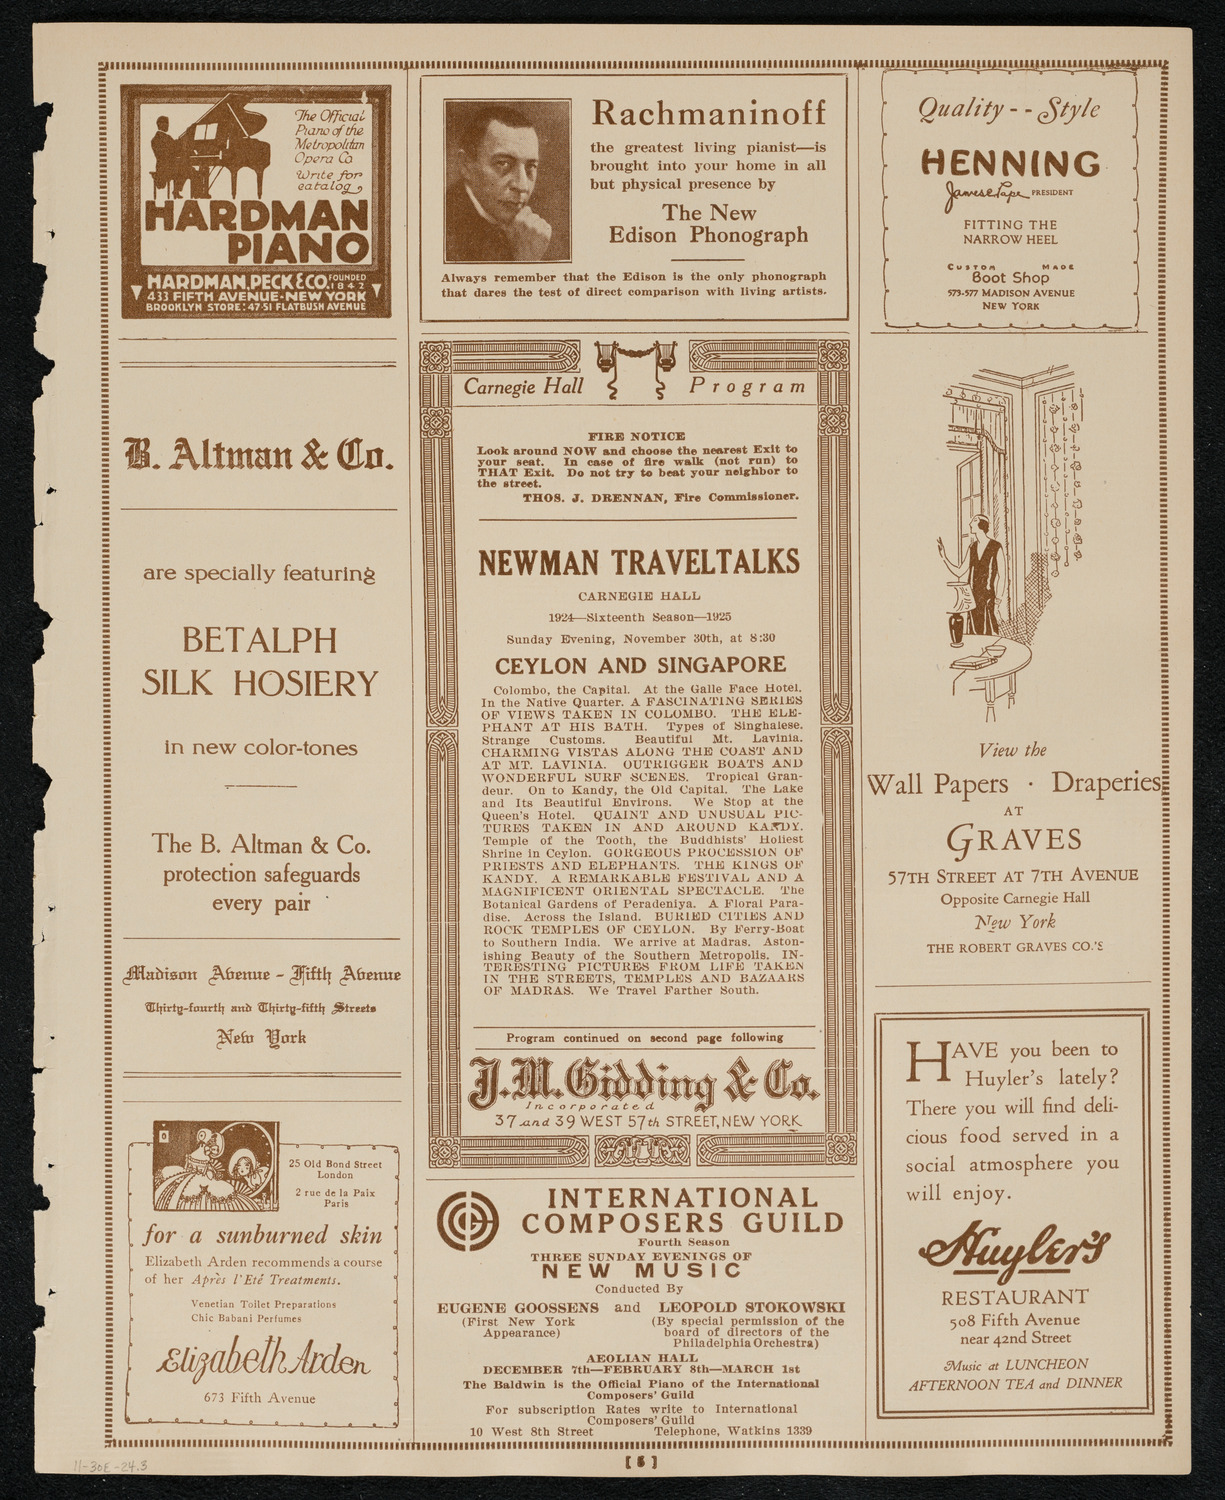 The Official
Piano of the
Metropolitan
Opera Co.
Write for
catalog
HARDMAN
PIANO
HARDMAN, PECK & CO. FOUNDED 1842
433 FIFTH AVENUE-NEW YORK
BROOKLYN STORE: 47-51 FLATBUSH AVENUE
B. Altman & Co.
are specially featuring
BETALPH
SILK HOSIERY
in new color-tones
The B. Altman & Co.
protection safeguards
every pair
Madison Avenue - Fifth Avenue
Thirty-fourth and Thirty-fifth Streets
New York
25 Old Bond Street
London
2 rue de la Paix
Paris
for a sunburned skin
Elizabeth Arden recommends a course
of her Après l'Eté Treatments.
Venetian Toilet Preparations
Chic Babani Perfumes
Elizabeth Arden
673 Fifth Avenue
Rachmaninoff
the greatest living pianist—is
brought into your home in all
but physical presence by
The New
Edison Phonograph
Always remember that the Edison is the only phonograph
that dares the test of direct comparison with living artists.
Carnegie Hall Program
FIRE NOTICE
Look around NOW and choose the nearest Exit to
your seat. In case of fire walk (not run) to
THAT Exit. Do not try to beat your neighbor to
the street.
THOS. J. DRENNAN, Fire Commissioner.
NEWMAN TRAVELTALKS
CARNEGIE HALL
1924—Sixteenth Season—1925
Sunday Evening, November 30th, at 8:30
CEYLON AND SINGAPORE
Colombo, the Capital. At the Galle Face Hotel.
In the Native Quarter. A FASCINATING SERIES
OF VIEWS TAKEN IN COLOMBO. THE ELE-
PHANT AT HIS BATH. Types of Singhalese.
Strange Customs. Beautiful Mt. Lavinia.
CHARMING VISTAS ALONG THE COAST AND
AT MT. LAVINIA. OUTRIGGER BOATS AND
WONDERFUL SURF SCENES. Tropical Gran-
deur. On to Kandy, the Old Capital. The Lake
and Its Beautiful Environs. We Stop at the
Queen's Hotel. QUAINT AND UNUSUAL PIC-
TURES TAKEN IN AND AROUND KANDY.
Temple of the Tooth, the Buddhists' Holiest
Shrine in Ceylon. GORGEOUS PROCESSION OF
PRIESTS AND ELEPHANTS. THE KINGS OF
KANDY. A REMARKABLE FESTIVAL AND A
MAGNIFICENT ORIENTAL SPECTACLE. The
Botanical Gardens of Peradeniya. A Floral Para-
dise. Across the Island. BURIED CITIES AND
ROCK TEMPLES OF CEYLON. By Ferry-Boat
to Southern India. We arrive at Madras. Aston-
ishing Beauty of the Southern Metropolis. IN-
TERESTING PICTURES FROM LIFE TAKEN
IN THE STREETS, TEMPLES AND BAZAARS
OF MADRAS. We Travel Farther South.
Program continued on second page following
J. M. Gidding & Co.
Incorporated
37 and 39 WEST 57th STREET, NEW YORK
INTERNATIONAL
COMPOSERS GUILD
Fourth Season
THREE SUNDAY EVENINGS OF
NEW MUSIC
Conducted By
EUGENE GOOSSENS and LEOPOLD STOKOWSKI
(First New York (By special permission of the
Appearance) board of directors of the
Philadelphia Orchestra)
AEOLIAN HALL
DECEMBER 7th—FEBRUARY 8th—MARCH 1st
The Baldwin is the Official Piano of the International
Composers' Guild
For subscription Rates write to International
Composers' Guild
10 West 8th Street Telephone, Watkins 1339
Quality -- Style
HENNING
PRESIDENT
FITTING THE
NARROW HEEL
CUSTOM MADE
Boot Shop
573-577 MADISON AVENUE
NEW YORK
View the
Wall Papers · Draperies
AT
GRAVES
57TH STREET AT 7TH AVENUE
Opposite Carnegie Hall
New York
THE ROBERT GRAVES CO.'S
HAVE you been to
Huyler's lately?
There you will find deli-
cious food served in a
social atmosphere you
will enjoy.
Huyler's
RESTAURANT
508 Fifth Avenue
near 42nd Street
Music at LUNCHEON
AFTERNOON TEA and DINNER
11-30E-24.3